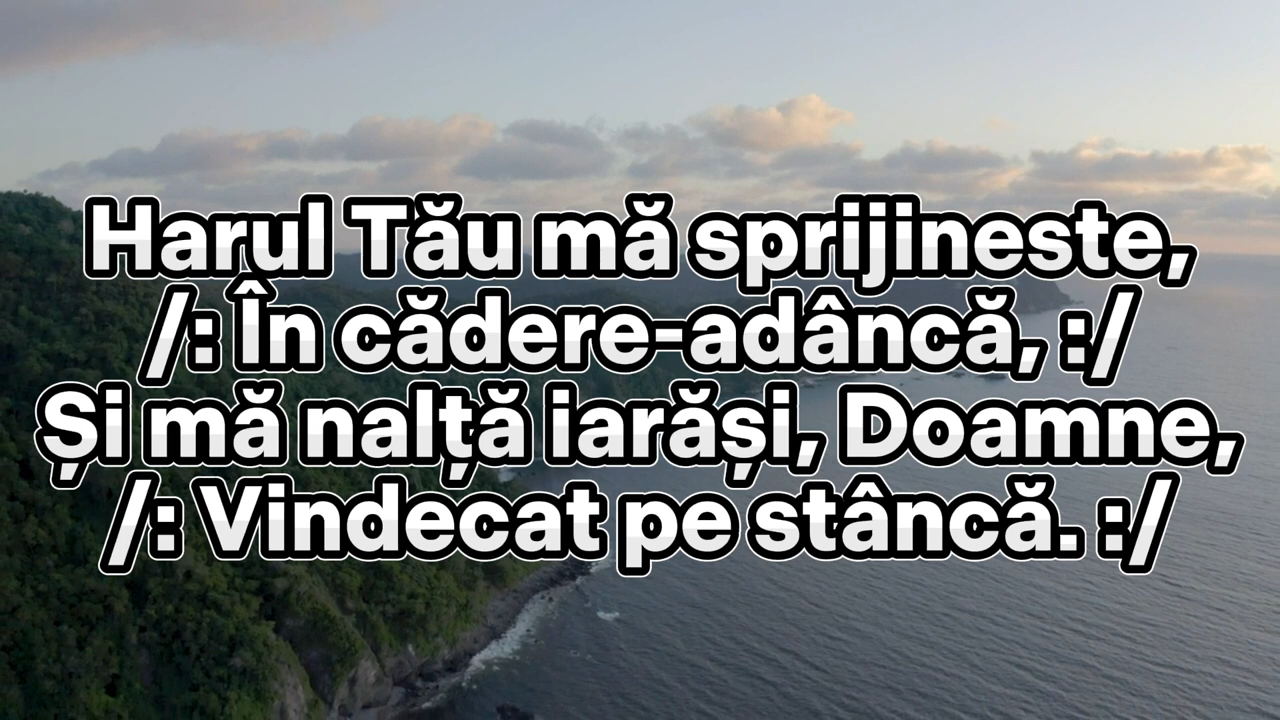 Harul Tău mă sprijineste,
/: În cădere-adâncă, :/
Și mă nalță iarăși, Doamne,
/: Vindecat pe stâncă. :/